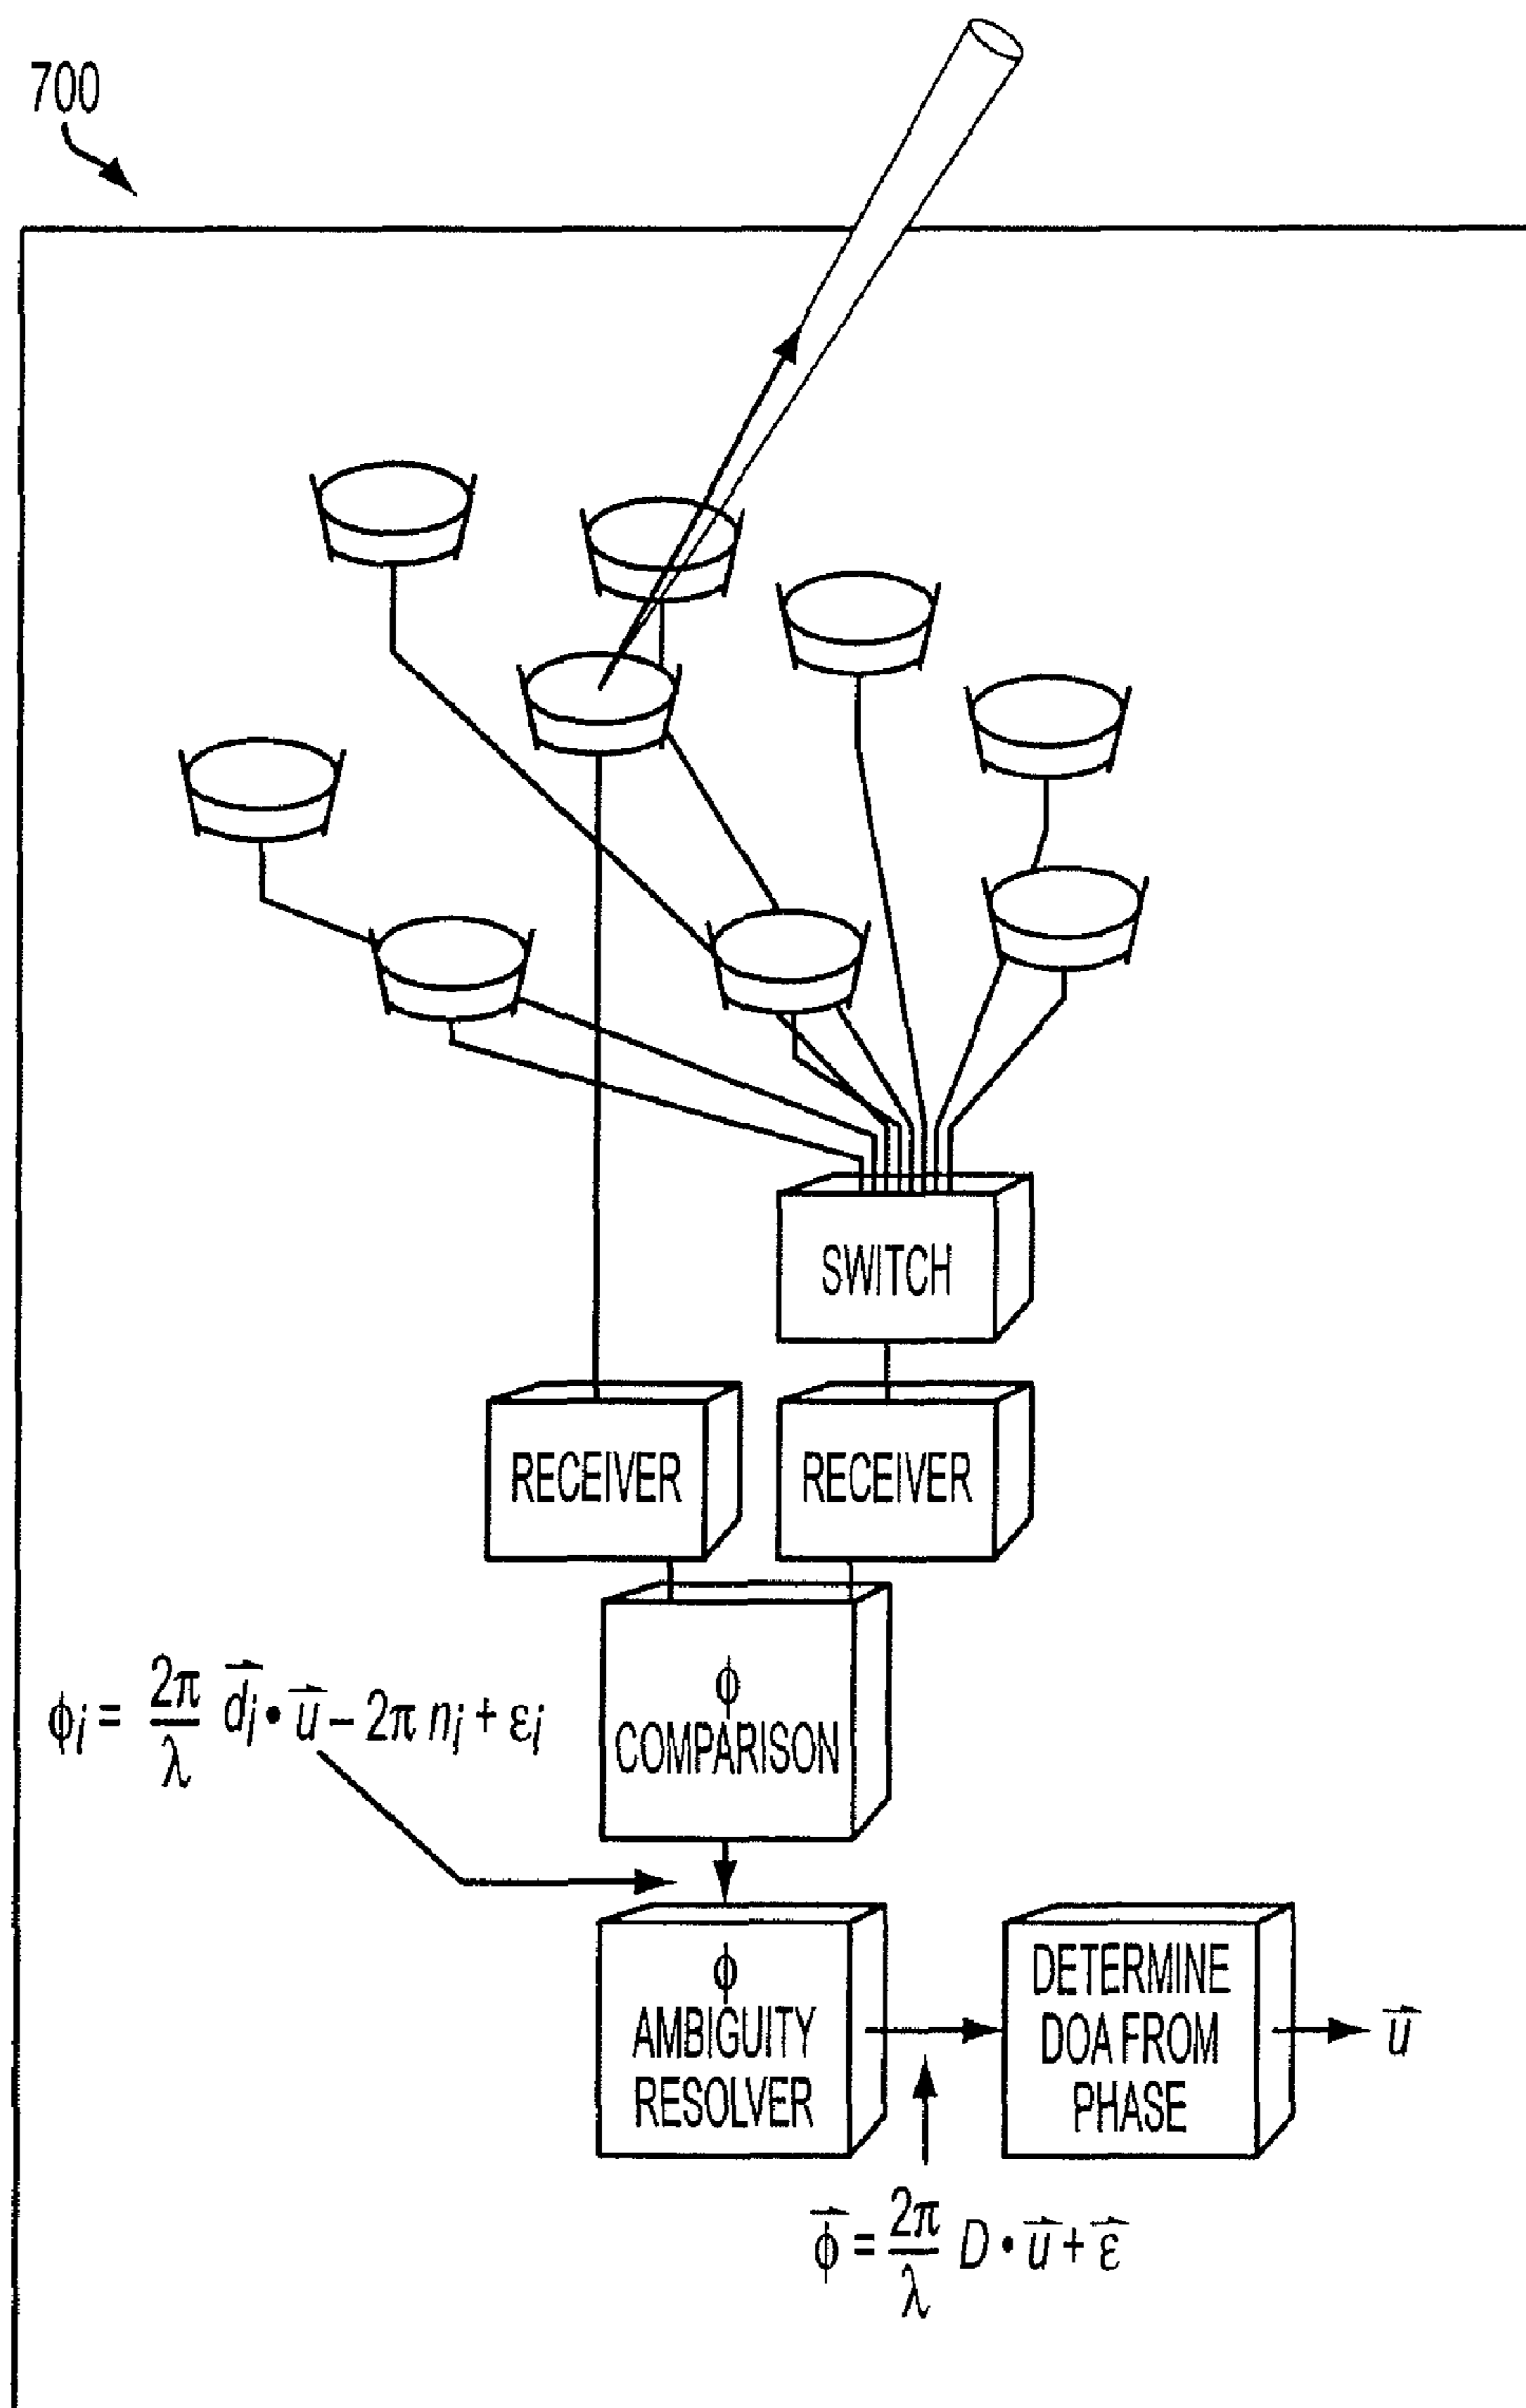 700
SWITCH
RECEIVER
RECEIVER
ϕ
COMPARISON
ϕi = 2π/λ d⃗i • u⃗ – 2π ni + εi
ϕ
AMBIGUITY
RESOLVER
DETERMINE
DOA FROM
PHASE
u⃗
ϕ⃗ = 2π/λ D • u⃗ + ε⃗